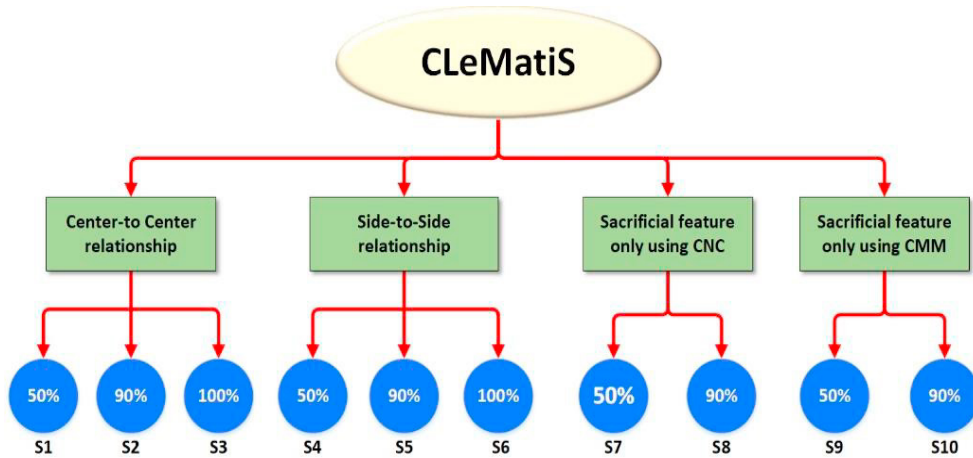 CLeMatiS
Center-to Center
relationship
Side-to-Side
relationship
Sacrificial feature
only using CNC
Sacrificial feature
only using CMM
50%
90%
100%
50%
90%
100%
50%
90%
50%
90%
S1
S2
S3
S4
S5
S6
S7
S8
S9
S10